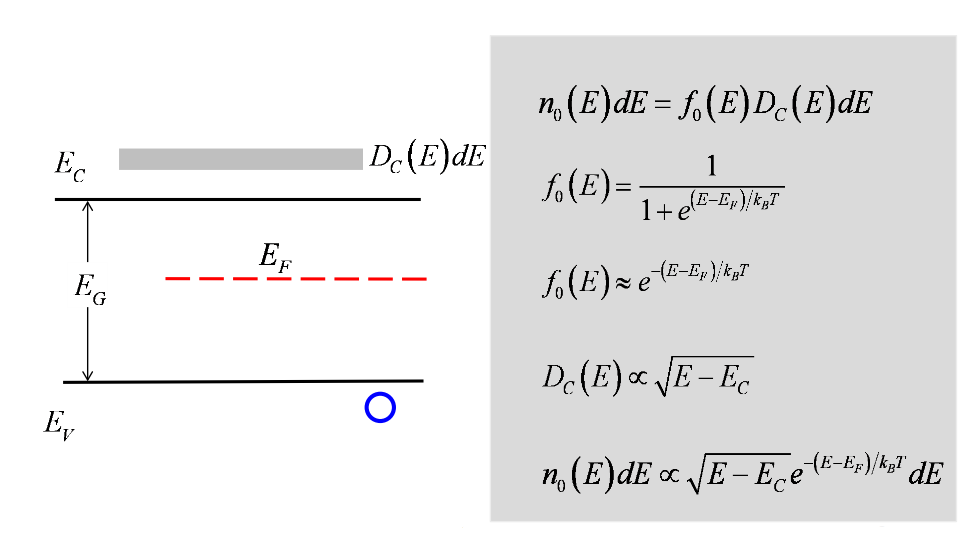 E_C
D_C(E)dE
E_F
E_G
E_V
n_0(E)dE = f_0(E)D_C(E)dE
f_0(E) = 1/(1 + e^{(E−E_F)/k_BT})
f_0(E) ≈ e^{−(E−E_F)/k_BT}
D_C(E) ∝ √(E − E_C)
n_0(E)dE ∝ √(E − E_C) e^{−(E−E_F)/k_BT} dE